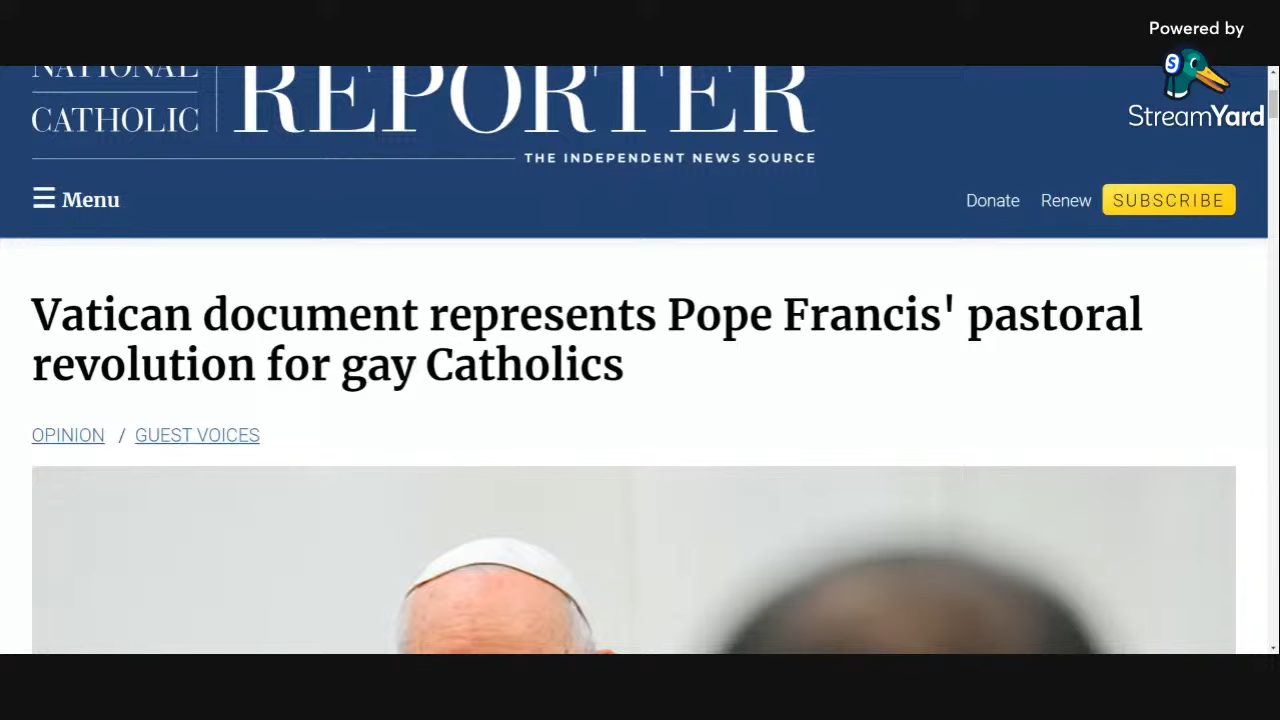 Powered by
StreamYard
NATIONAL
CATHOLIC
REPORTER
THE INDEPENDENT NEWS SOURCE
☰ Menu
Donate Renew SUBSCRIBE
Vatican document represents Pope Francis' pastoral
revolution for gay Catholics
OPINION / GUEST VOICES